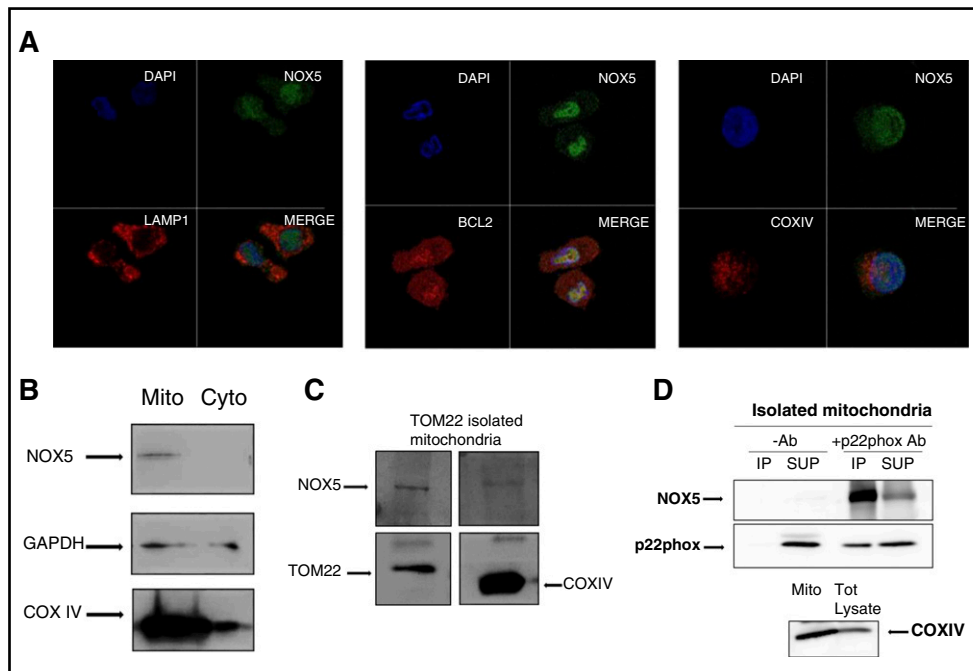 A
DAPI NOX5
LAMP1 MERGE
DAPI NOX5
BCL2 MERGE
DAPI NOX5
COXIV MERGE
B
Mito Cyto
NOX5
GAPDH
COX IV
C
TOM22 isolated
mitochondria
NOX5
TOM22
COXIV
D
Isolated mitochondria
-Ab +p22phox Ab
IP SUP IP SUP
NOX5
p22phox
Mito Tot
Lysate
COXIV